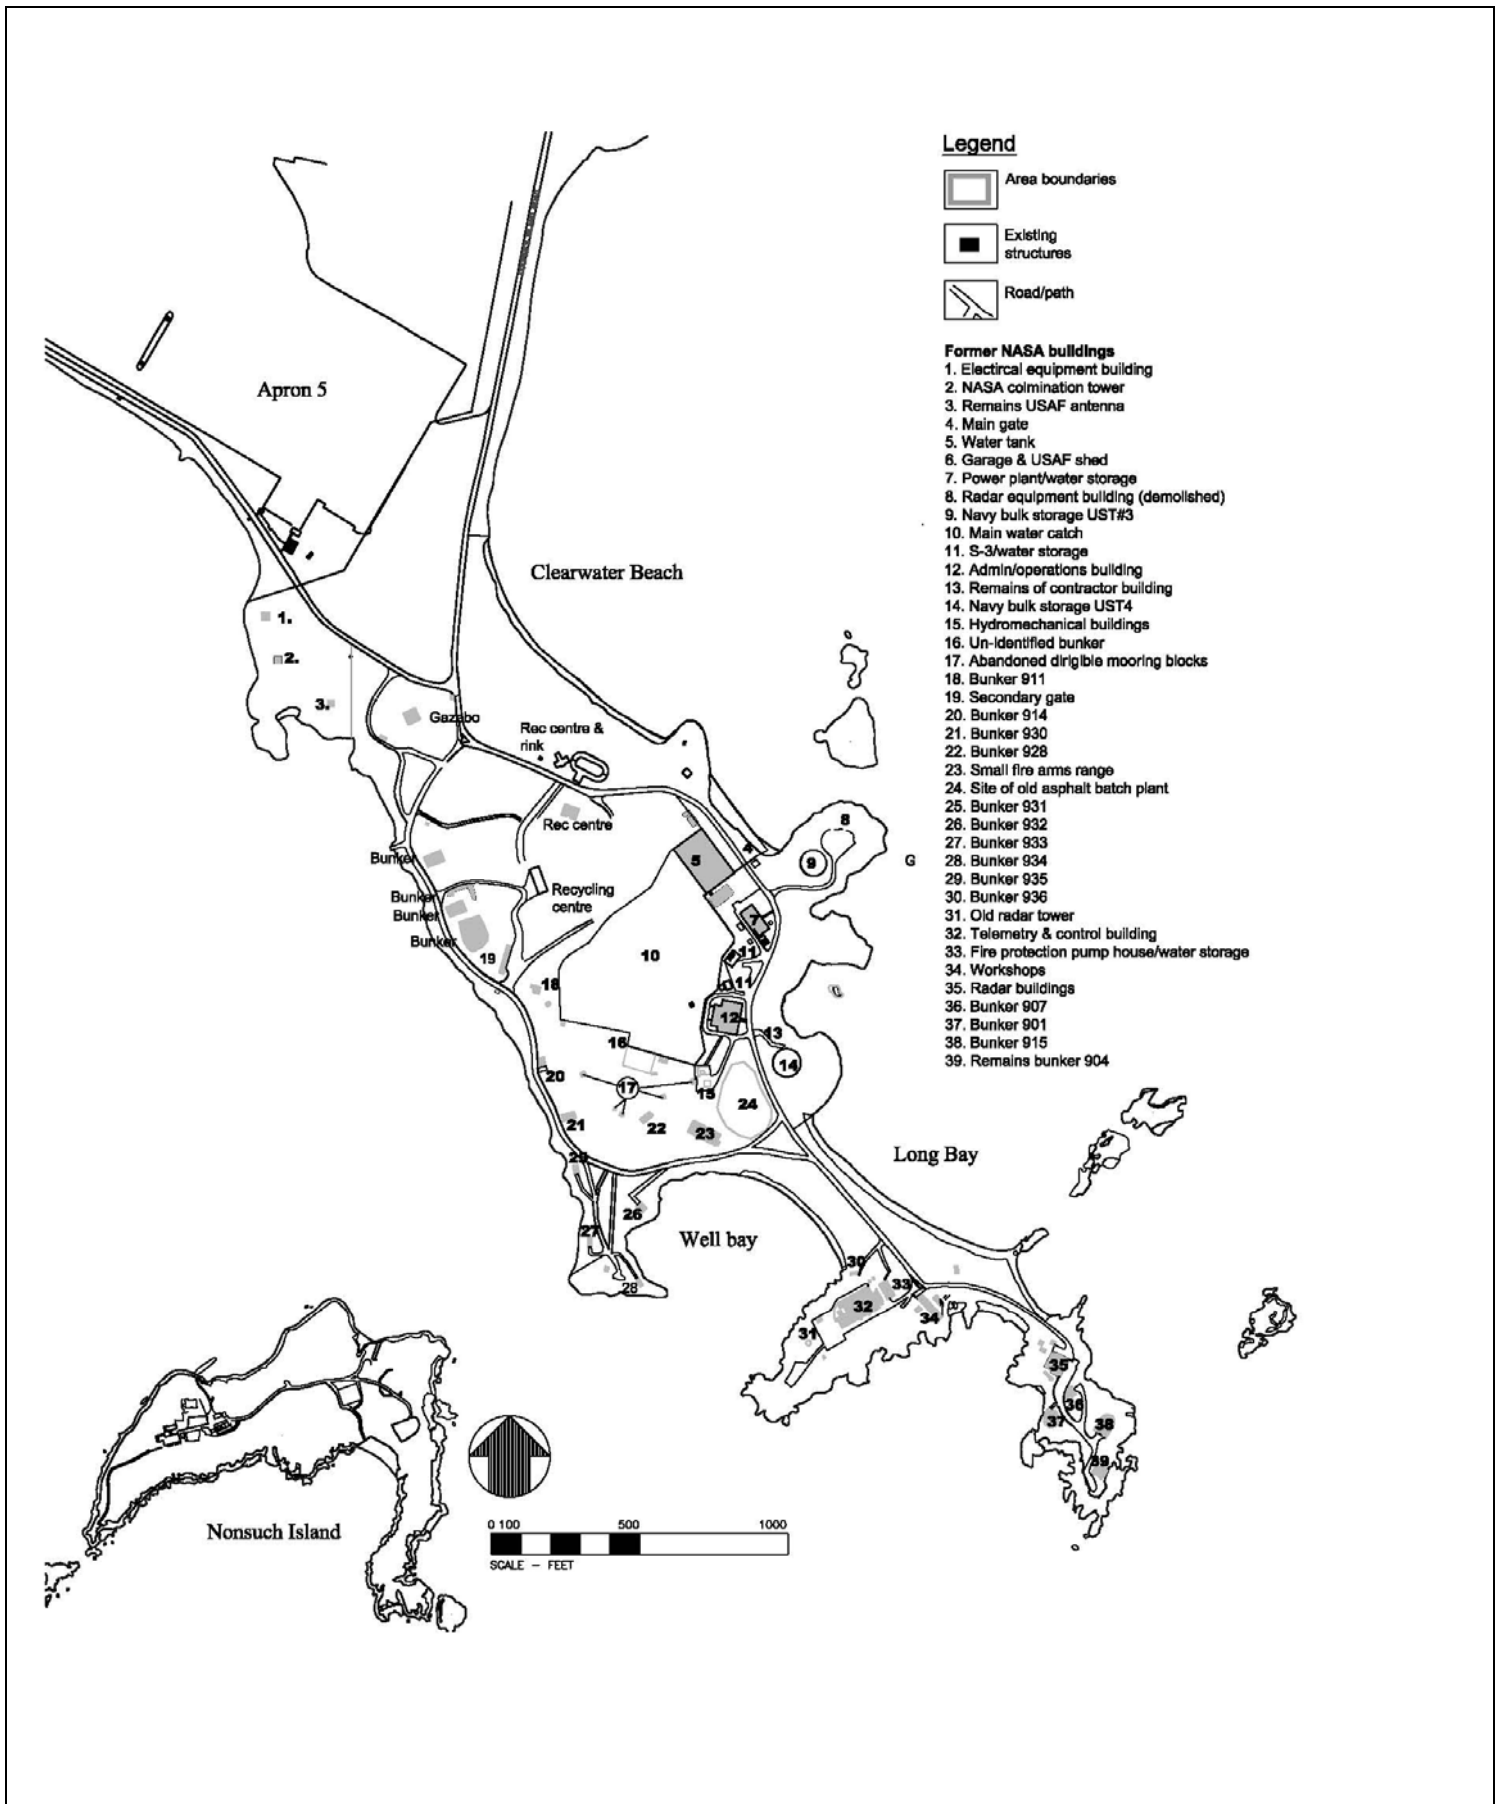 Legend
Area boundaries
Existing
structures
Road/path
Former NASA buildings
1. Electircal equipment building
2. NASA colmination tower
3. Remains USAF antenna
4. Main gate
5. Water tank
6. Garage & USAF shed
7. Power plant/water storage
8. Radar equipment building (demolished)
9. Navy bulk storage UST#3
10. Main water catch
11. S-3/water storage
12. Admin/operations building
13. Remains of contractor building
14. Navy bulk storage UST4
15. Hydromechanical buildings
16. Un-identified bunker
17. Abandoned dirigible mooring blocks
18. Bunker 911
19. Secondary gate
20. Bunker 914
21. Bunker 930
22. Bunker 928
23. Small fire arms range
24. Site of old asphalt batch plant
25. Bunker 931
26. Bunker 932
27. Bunker 933
28. Bunker 934
29. Bunker 935
30. Bunker 936
31. Old radar tower
32. Telemetry & control building
33. Fire protection pump house/water storage
34. Workshops
35. Radar buildings
36. Bunker 907
37. Bunker 901
38. Bunker 915
39. Remains bunker 904
Apron 5
Clearwater Beach
1.
2.
3.
Gazabo
Rec centre &
rink
Rec centre
8
4
9
G
5
Bunker
Recycling
centre
Bunker
Bunker
7
Bunker
19
10
11
18
11
12
13
16
14
20
17
15
24
21
22
23
Long Bay
29
26
27
Well bay
28
30
33
32
34
31
35
36
37
38
39
Nonsuch Island
0 100 500 1000
SCALE - FEET